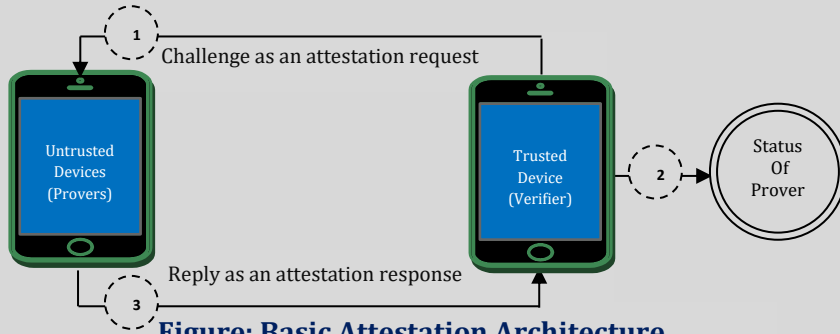 1
Challenge as an attestation request
Untrusted
Devices
(Provers)
Trusted
Device
(Verifier)
2
Status
Of
Prover
Reply as an attestation response
3
Figure: Basic Attestation Architecture